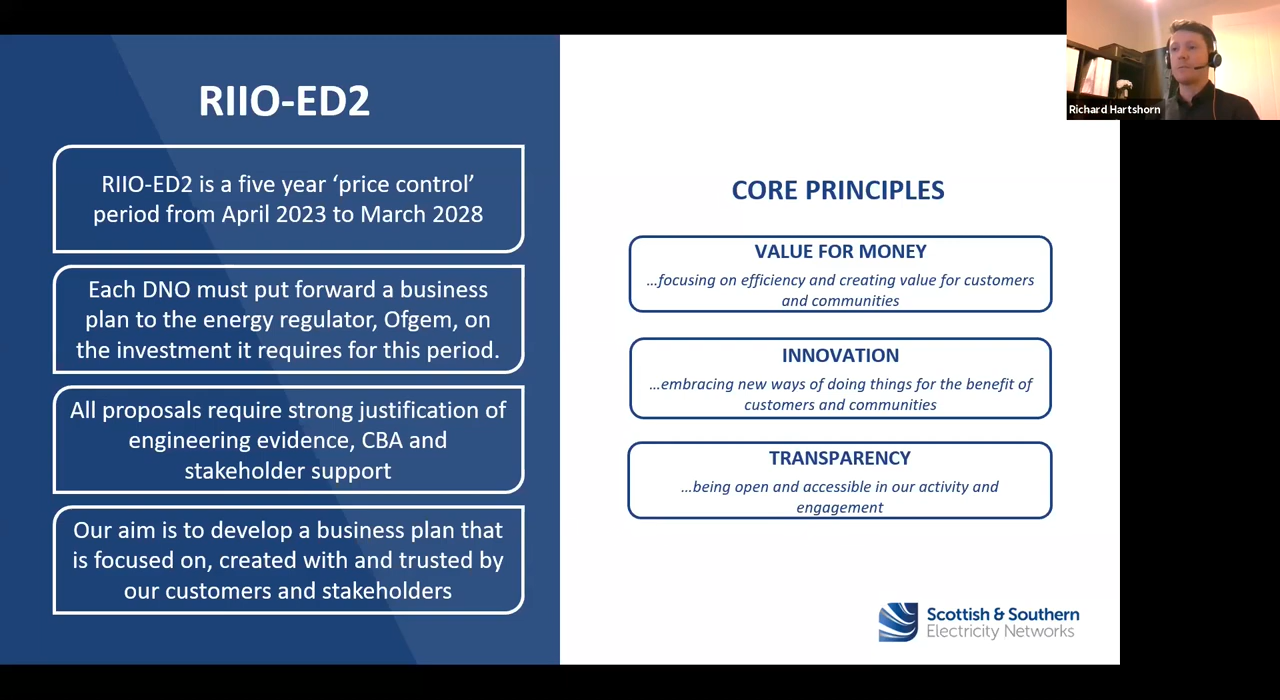 RIIO-ED2
RIIO-ED2 is a five year ‘price control’
period from April 2023 to March 2028
Each DNO must put forward a business
plan to the energy regulator, Ofgem, on
the investment it requires for this period.
All proposals require strong justification of
engineering evidence, CBA and
stakeholder support
Our aim is to develop a business plan that
is focused on, created with and trusted by
our customers and stakeholders
CORE PRINCIPLES
VALUE FOR MONEY
…focusing on efficiency and creating value for customers
and communities
INNOVATION
…embracing new ways of doing things for the benefit of
customers and communities
TRANSPARENCY
…being open and accessible in our activity and
engagement
Scottish & Southern
Electricity Networks
Richard Hartshorn